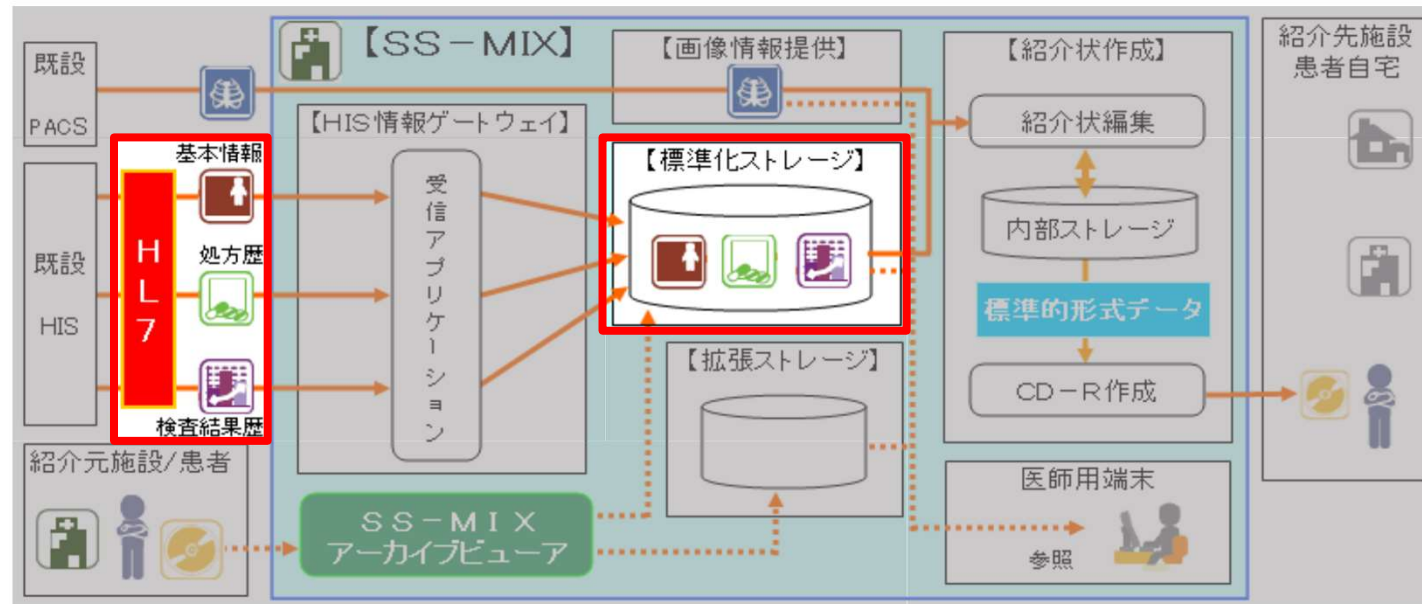 【SS－MIX】
既設
PACS
基本情報
HL7
処方歴
検査結果歴
既設
HIS
【HIS情報ゲートウェイ】
受信アプリケーション
【画像情報提供】
【標準化ストレージ】
【拡張ストレージ】
【紹介状作成】
紹介状編集
内部ストレージ
標準的形式データ
CD－R作成
紹介先施設
患者自宅
紹介元施設/患者
SS－MIX
アーカイブビューア
医師用端末
参照